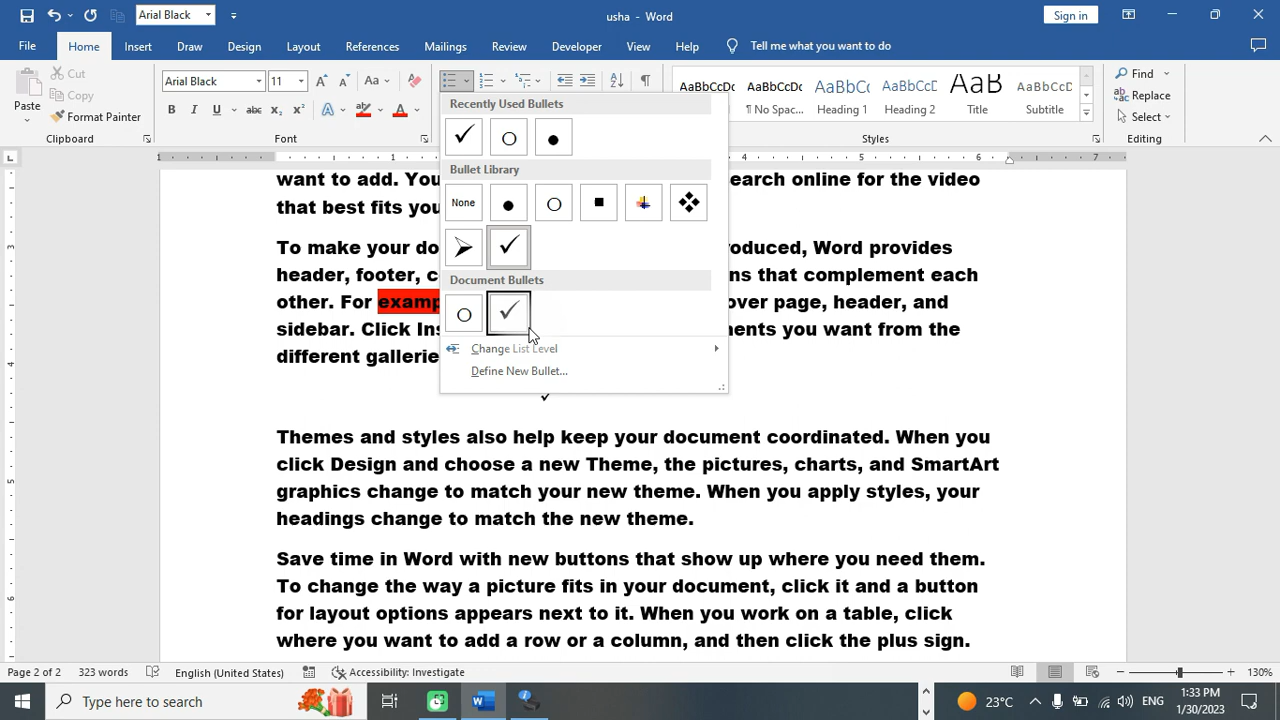 Arial Black
usha - Word
Sign in
File Home Insert Draw Design Layout References Mailings Review Developer View Help Tell me what you want to do
Paste
Cut
Copy
Format Painter
Clipboard
Arial Black 11
Font
Recently Used Bullets
Bullet Library
None
Document Bullets
Change List Level
Define New Bullet...
AaBbCcDc AaBbCcDc AaBbCc AaBbCcD AaB AaBbCcD
¶ No Spac... Heading 1 Heading 2 Title Subtitle
Styles
Find
Replace
Select
Editing
want to add. You
earch online for the video
that best fits you
To make your do
roduced, Word provides
header, footer, c
ns that complement each
other. For examp
over page, header, and
sidebar. Click Ins
ments you want from the
different gallerie
Themes and styles also help keep your document coordinated. When you
click Design and choose a new Theme, the pictures, charts, and SmartArt
graphics change to match your new theme. When you apply styles, your
headings change to match the new theme.
Save time in Word with new buttons that show up where you need them.
To change the way a picture fits in your document, click it and a button
for layout options appears next to it. When you work on a table, click
where you want to add a row or a column, and then click the plus sign.
Page 2 of 2 323 words English (United States) Accessibility: Investigate 130%
Type here to search
23°C
ENG
1:33 PM
1/30/2023